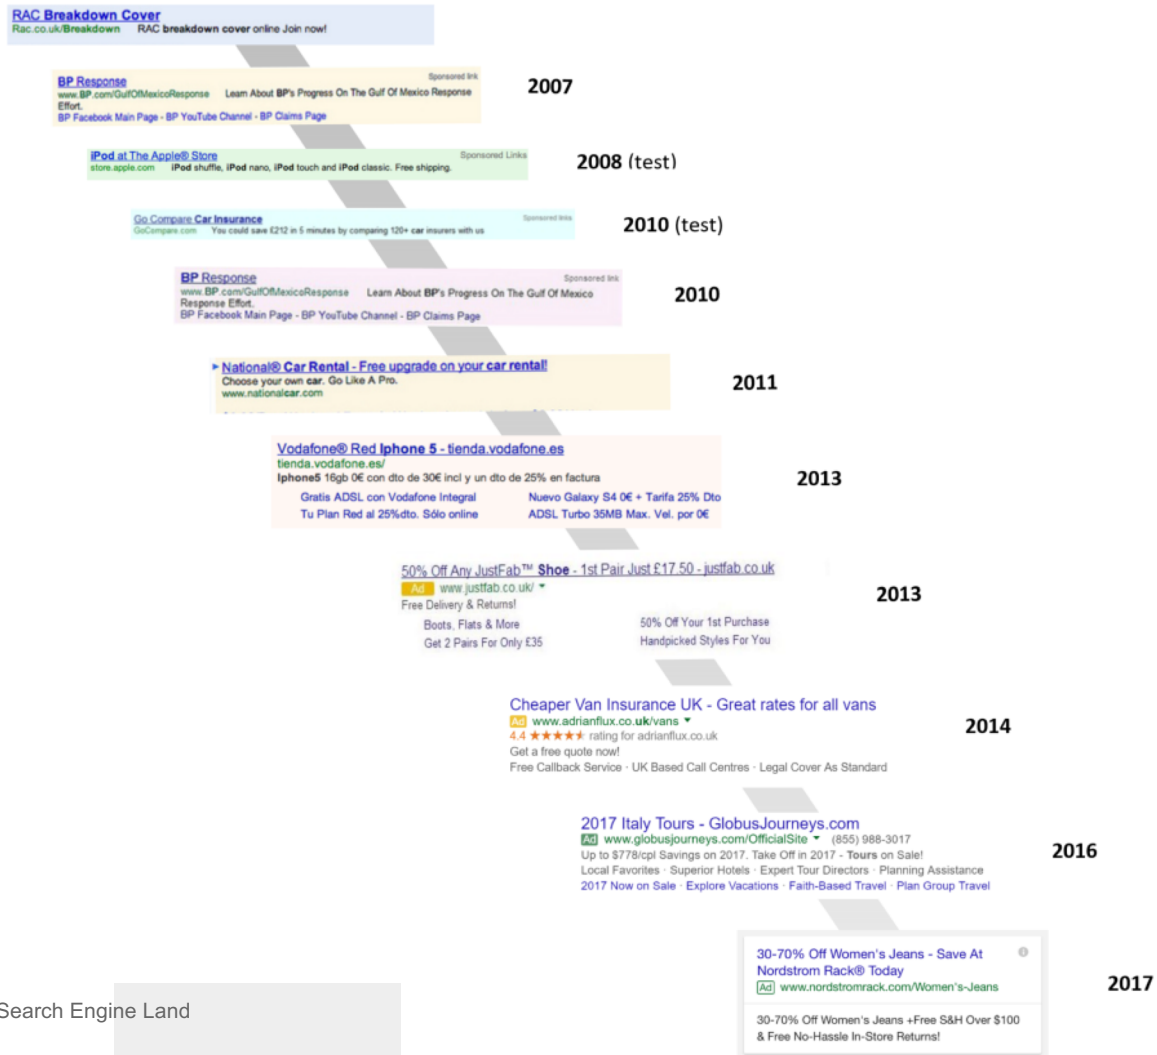 RAC Breakdown Cover
Rac.co.uk/Breakdown RAC breakdown cover online Join now!
BP Response Sponsored link
www.BP.com/GulfOfMexicoResponse Learn About BP's Progress On The Gulf Of Mexico Response
Effort.
BP Facebook Main Page - BP YouTube Channel - BP Claims Page
2007
iPod at The Apple® Store Sponsored Links
store.apple.com iPod shuffle, iPod nano, iPod touch and iPod classic. Free shipping.
2008 (test)
Go Compare Car Insurance Sponsored links
GoCompare.com You could save £212 in 5 minutes by comparing 120+ car insurers with us
2010 (test)
BP Response Sponsored link
www.BP.com/GulfOfMexicoResponse Learn About BP's Progress On The Gulf Of Mexico
Response Effort.
BP Facebook Main Page - BP YouTube Channel - BP Claims Page
2010
National® Car Rental - Free upgrade on your car rental!
Choose your own car. Go Like A Pro.
www.nationalcar.com
2011
Vodafone® Red Iphone 5 - tienda.vodafone.es
tienda.vodafone.es/
Iphone5 16gb 0€ con dto de 30€ incl y un dto de 25% en factura
Gratis ADSL con Vodafone Integral Nuevo Galaxy S4 0€ + Tarifa 25% Dto
Tu Plan Red al 25%dto. Sólo online ADSL Turbo 35MB Max. Vel. por 0€
2013
50% Off Any JustFab™ Shoe - 1st Pair Just £17.50 - justfab.co.uk
Ad www.justfab.co.uk/
Free Delivery & Returns!
Boots, Flats & More 50% Off Your 1st Purchase
Get 2 Pairs For Only £35 Handpicked Styles For You
2013
Cheaper Van Insurance UK - Great rates for all vans
Ad www.adrianflux.co.uk/vans
4.4 ★★★★★ rating for adrianflux.co.uk
Get a free quote now!
Free Callback Service · UK Based Call Centres · Legal Cover As Standard
2014
2017 Italy Tours - GlobusJourneys.com
Ad www.globusjourneys.com/OfficialSite (855) 988-3017
Up to $778/cpl Savings on 2017. Take Off in 2017 - Tours on Sale!
Local Favorites · Superior Hotels · Expert Tour Directors · Planning Assistance
2017 Now on Sale · Explore Vacations · Faith-Based Travel · Plan Group Travel
2016
30-70% Off Women's Jeans - Save At
Nordstrom Rack® Today
Ad www.nordstromrack.com/Women's-Jeans
30-70% Off Women's Jeans +Free S&H Over $100
& Free No-Hassle In-Store Returns!
2017
Search Engine Land